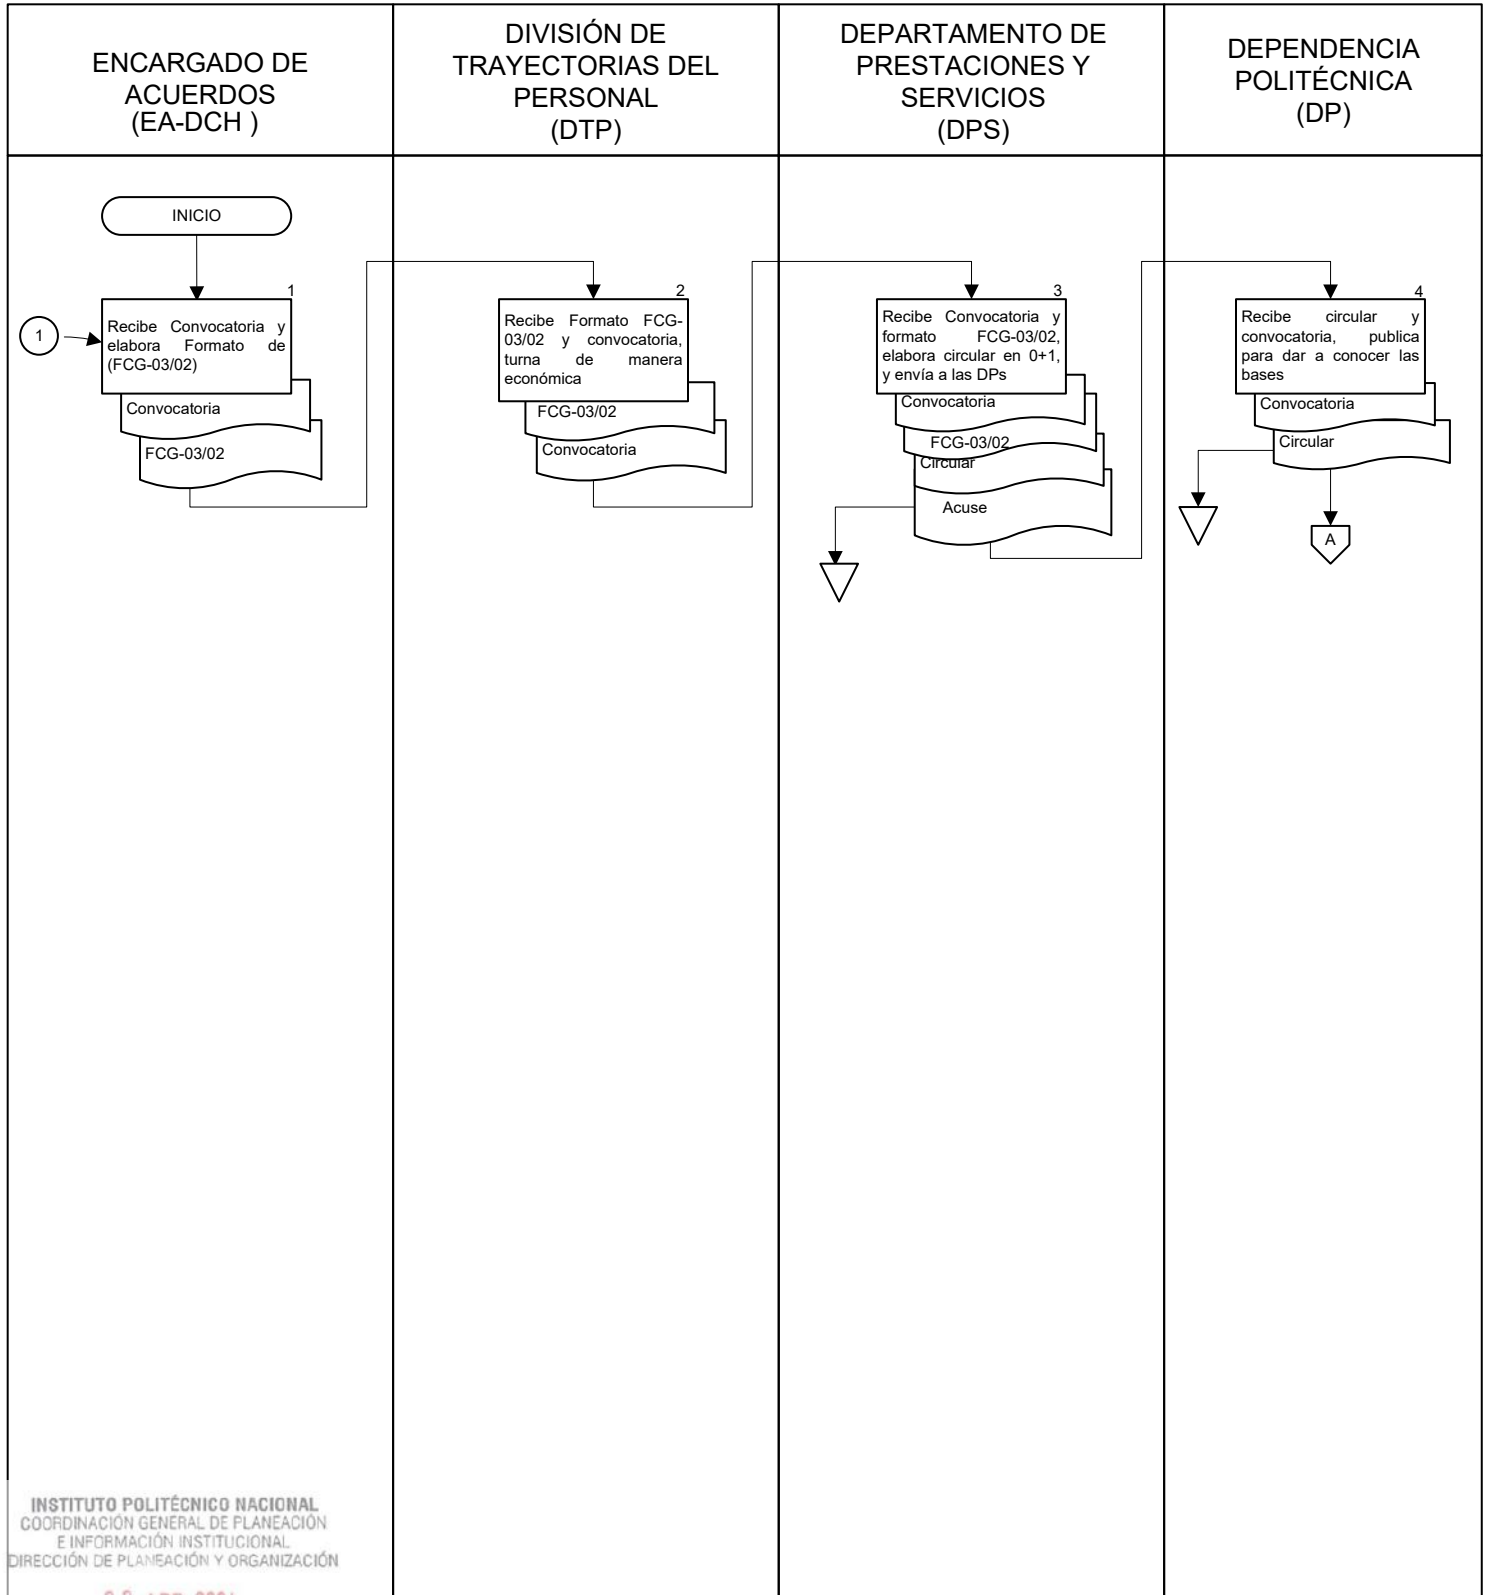 ENCARGADO DE
ACUERDOS
(EA-DCH )
DIVISIÓN DE
TRAYECTORIAS DEL
PERSONAL
(DTP)
DEPARTAMENTO DE
PRESTACIONES Y
SERVICIOS
(DPS)
DEPENDENCIA
POLITÉCNICA
(DP)
INICIO
1
1
Recibe Convocatoria y
elabora Formato de
(FCG-03/02)
Convocatoria
FCG-03/02
2
Recibe Formato FCG-
03/02 y convocatoria,
turna de manera
económica
FCG-03/02
Convocatoria
3
Recibe Convocatoria y
formato FCG-03/02,
elabora circular en 0+1,
y envía a las DPs
Convocatoria
FCG-03/02
Circular
Acuse
4
Recibe circular y
convocatoria, publica
para dar a conocer las
bases
Convocatoria
Circular
A
INSTITUTO POLITÉCNICO NACIONAL
COORDINACIÓN GENERAL DE PLANEACIÓN
E INFORMACIÓN INSTITUCIONAL
DIRECCIÓN DE PLANEACIÓN Y ORGANIZACIÓN